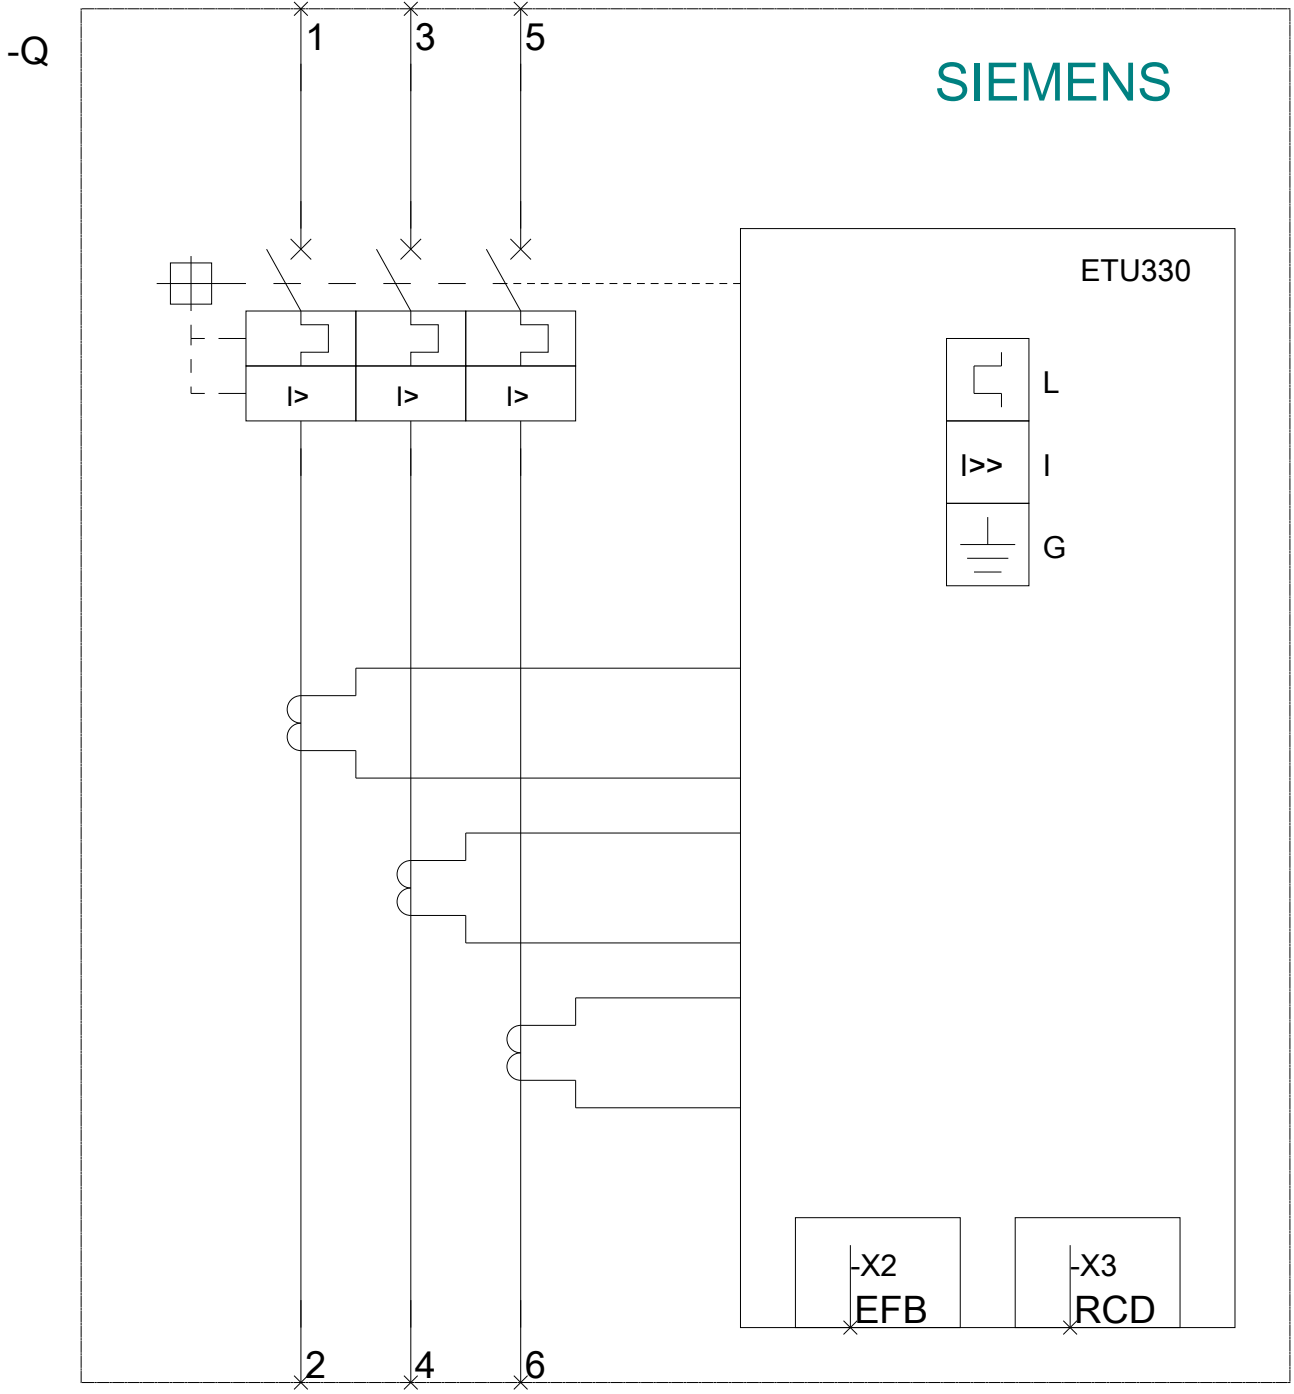 1 3 5
-Q
SIEMENS
ETU330
I> I> I>
L
I>> I
G
-X2 -X3
EFB RCD
2 4 6